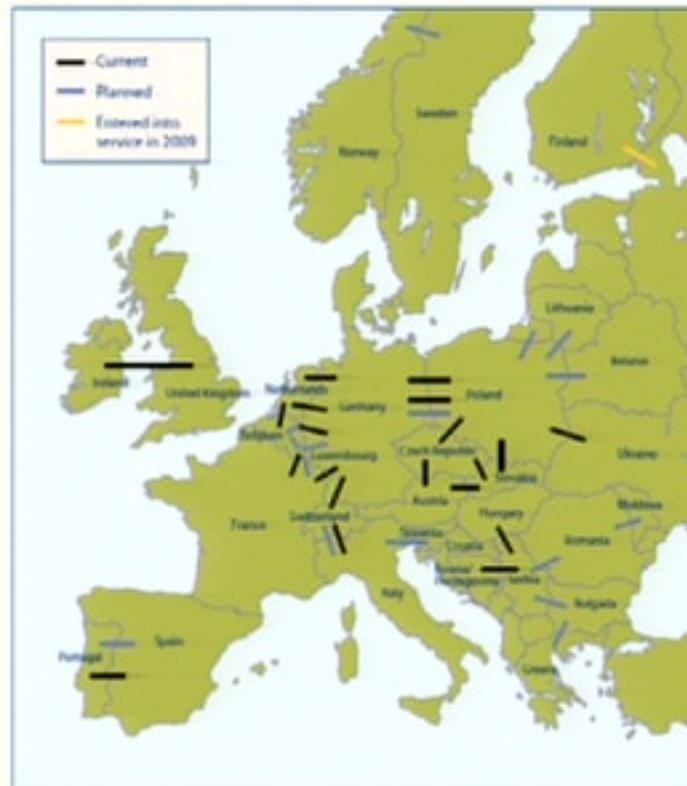 Current
Planned
Entered into
service in 2009
Sweden
Finland
Norway
Lithuania
Ireland
United Kingdom
Netherlands
Belarus
Germany
Poland
Belgium
Luxembourg
Czech Republic
Ukraine
Slovakia
Austria
France
Switzerland
Hungary
Moldova
Slovenia
Croatia
Romania
Bosnia/
Herzegovina
Serbia
Italy
Bulgaria
Portugal
Spain
Greece